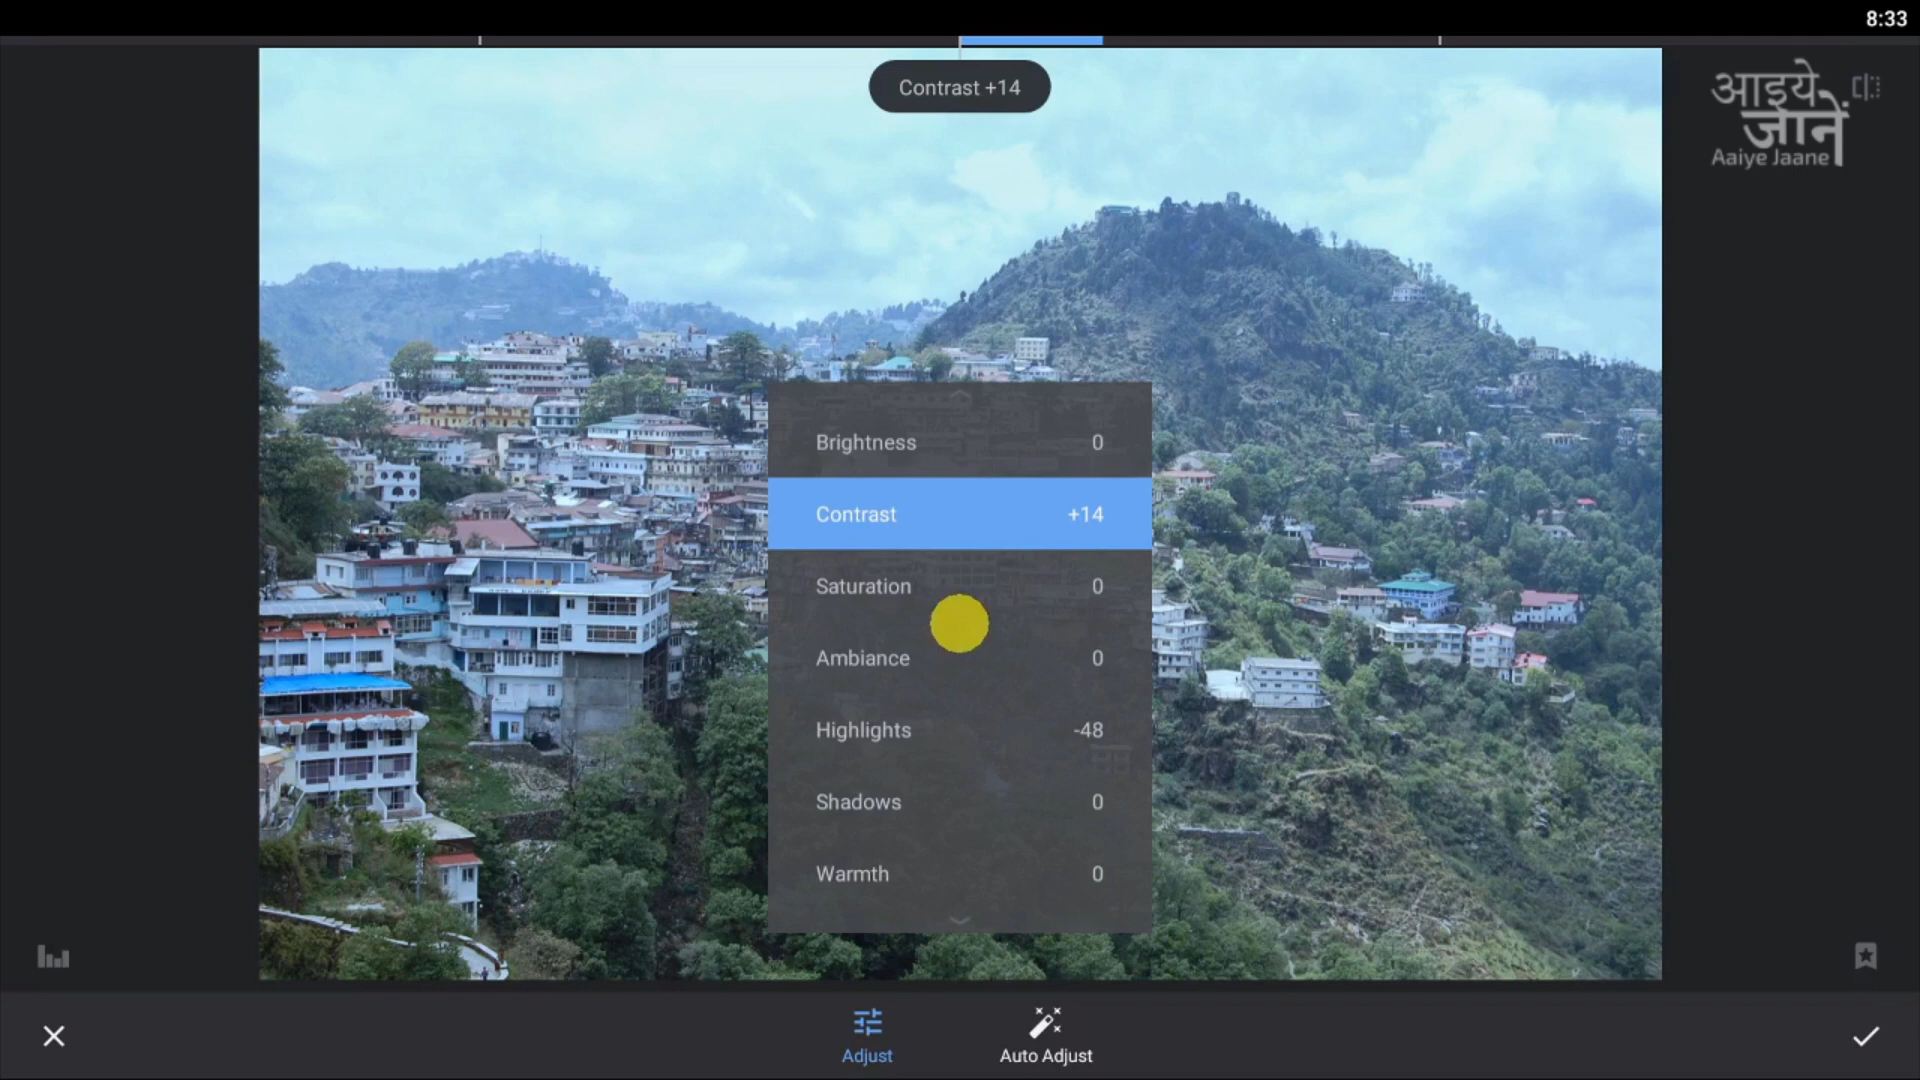 8:33
Contrast +14
आइये
जानें
Aaiye Jaane
Brightness 0
Contrast +14
Saturation 0
Ambiance 0
Highlights -48
Shadows 0
Warmth 0
Adjust
Auto Adjust